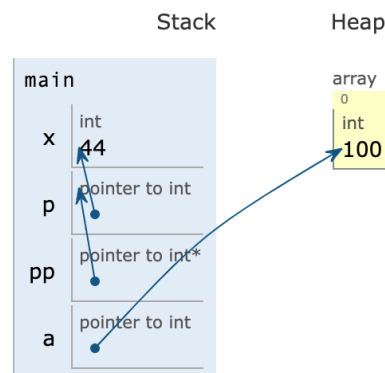 Stack
Heap
main
array
0
x
int
44
int
100
p
pointer to int
pp
pointer to int*
a
pointer to int